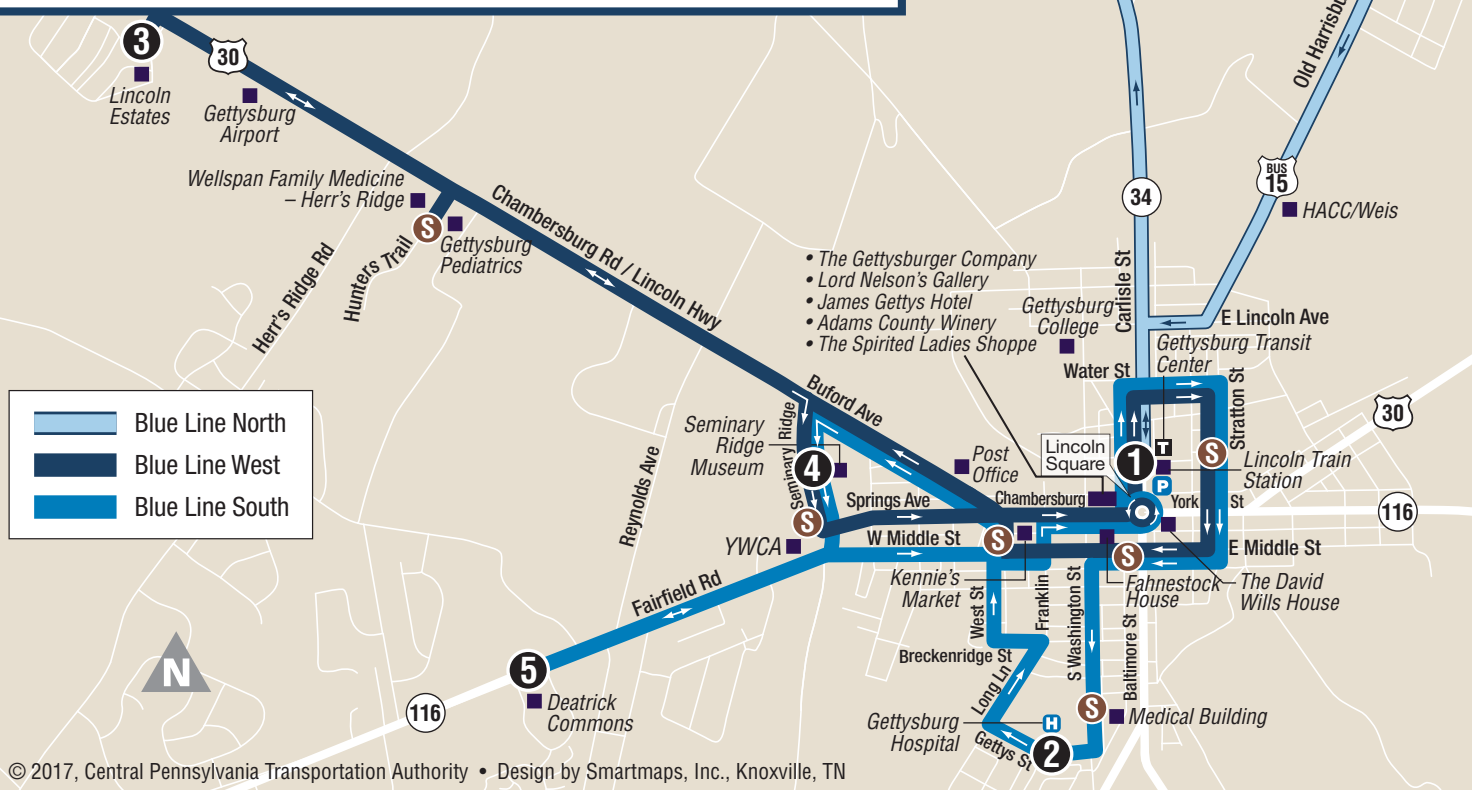 3
30
Lincoln
Estates
Gettysburg
Airport
Old Harrisbu
Wellspan Family Medicine
– Herr's Ridge
S
Gettysburg
Pediatrics
Chambersburg Rd / Lincoln Hwy
Herr's Ridge Rd
Hunters Trail
34
BUS
15
HACC/Weis
• The Gettysburger Company
• Lord Nelson's Gallery
• James Gettys Hotel
• Adams County Winery
• The Spirited Ladies Shoppe
Gettysburg
College
Carlisle St
E Lincoln Ave
Gettysburg Transit
Center
Water St
Stratton St
30
Blue Line North
Blue Line West
Blue Line South
Buford Ave
Seminary Ridge
Seminary
Ridge
Museum
4
Seminary
Reynolds Ave
Post
Office
Lincoln
Square
1
T
P
S
Lincoln Train
Station
Springs Ave
Chambersburg
York
St
116
S
YWCA
W Middle St
S
S
E Middle St
Kennie's
Market
Fahnestock
House
The David
Wills House
Fairfield Rd
West St
Franklin
S Washington St
Baltimore St
Breckenridge St
Long Ln
N
5
Deatrick
Commons
116
Gettysburg
Hospital
H
S
Medical Building
Gettys St
2
© 2017, Central Pennsylvania Transportation Authority • Design by Smartmaps, Inc., Knoxville, TN